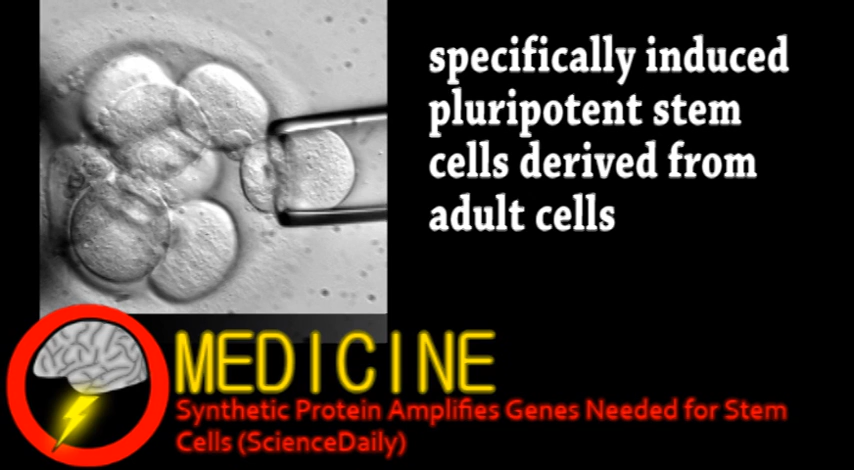 specifically induced
pluripotent stem
cells derived from
adult cells
MEDICINE
Synthetic Protein Amplifies Genes Needed for Stem
Cells (ScienceDaily)